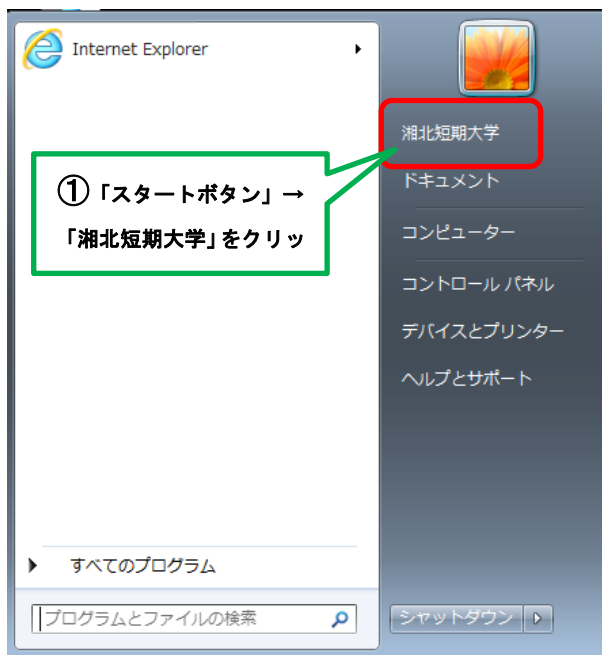 Internet Explorer
湘北短期大学
①「スタートボタン」→
「湘北短期大学」をクリッ
ドキュメント
コンピューター
コントロール パネル
デバイスとプリンター
ヘルプとサポート
すべてのプログラム
プログラムとファイルの検索
シャットダウン